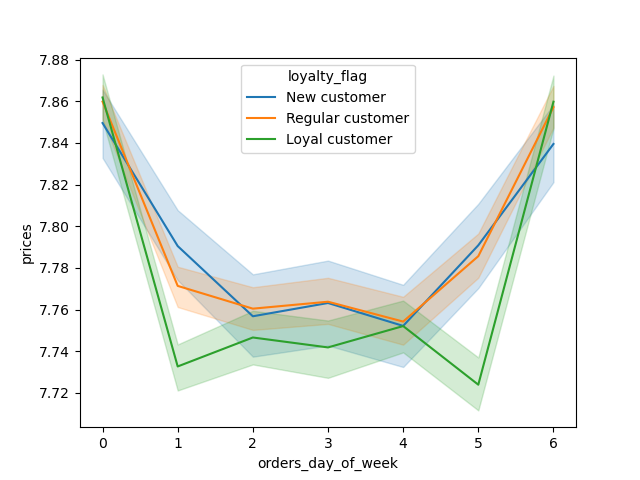 7.88
7.86
7.84
7.82
7.80
7.78
7.76
7.74
7.72
prices
loyalty_flag
New customer
Regular customer
Loyal customer
0 1 2 3 4 5 6
orders_day_of_week